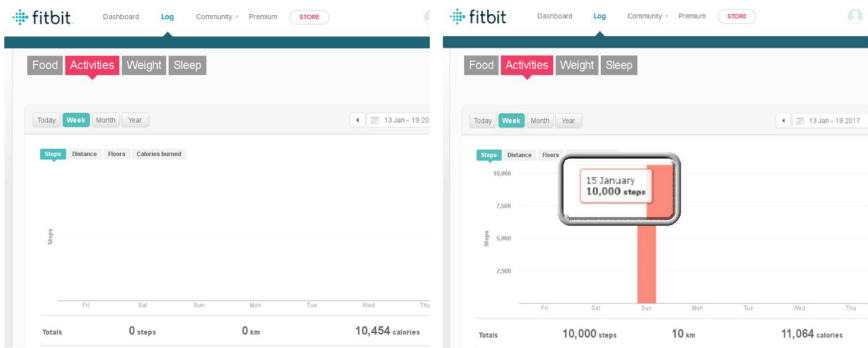 fitbit. Dashboard Log Community Premium STORE
Food Activities Weight Sleep
Today Week Month Year 13 Jan - 19 20
Steps Distance Floors Calories burned
Steps
Fri Sat Sun Mon Tue Wed Thu
Totals 0 steps 0 km 10,454 calories
fitbit. Dashboard Log Community Premium STORE
Food Activities Weight Sleep
Today Week Month Year 13 Jan - 19 2017
Steps Distance Floors
10,000
15 January
10,000 steps
7,500
Steps
5,000
2,500
Fri Sat Sun Mon Tue Wed Thu
Totals 10,000 steps 10 km 11,064 calories